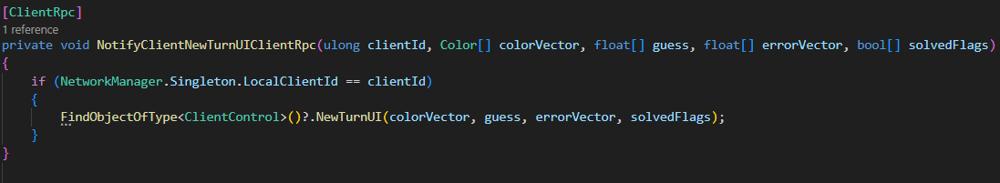 [ClientRpc]
1 reference
private void NotifyClientNewTurnUIClientRpc(ulong clientId, Color[] colorVector, float[] guess, float[] errorVector, bool[] solvedFlags)
{
if (NetworkManager.Singleton.LocalClientId == clientId)
{
FindObjectOfType<ClientControl>()?.NewTurnUI(colorVector, guess, errorVector, solvedFlags);
}
}